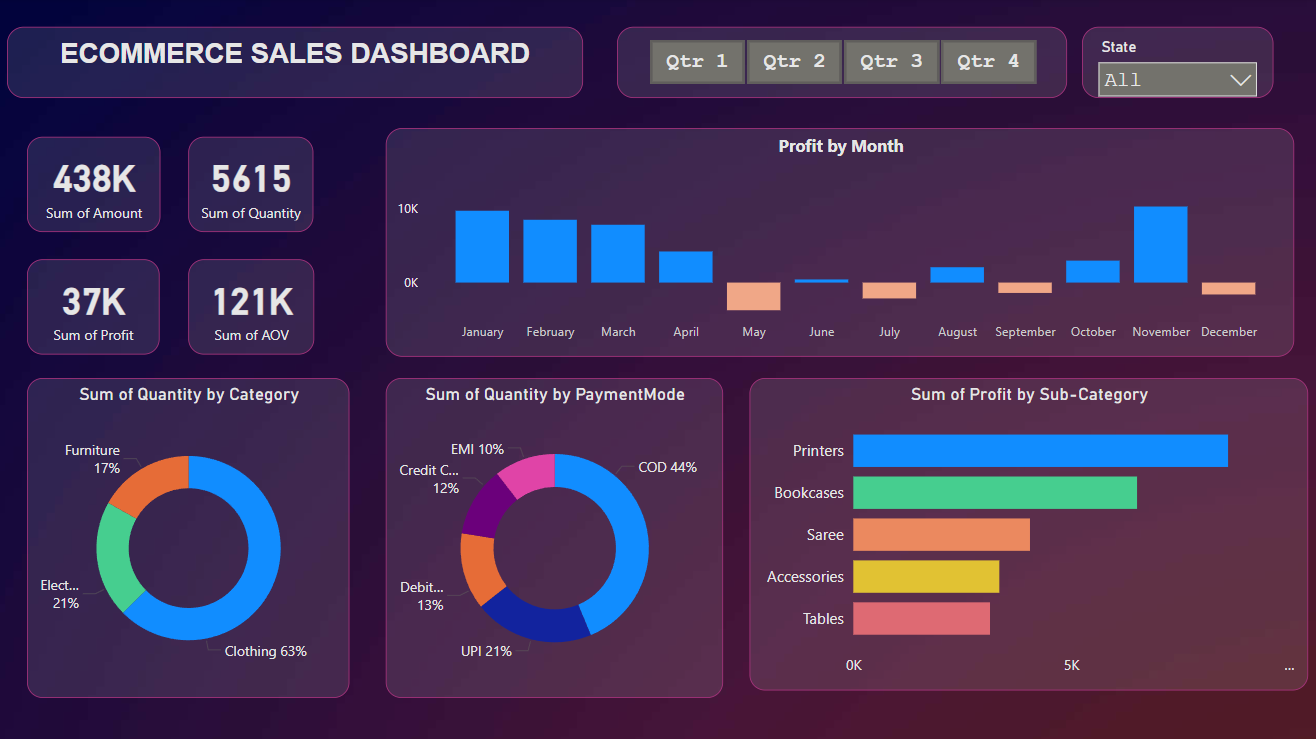 ECOMMERCE SALES DASHBOARD
Qtr 1 Qtr 2 Qtr 3 Qtr 4
State
All
438K
Sum of Amount
5615
Sum of Quantity
37K
Sum of Profit
121K
Sum of AOV
Profit by Month
10K
0K
January February March April May June July August September October November December
Sum of Quantity by Category
Furniture
17%
Elect...
21%
Clothing 63%
Sum of Quantity by PaymentMode
EMI 10%
Credit C...
12%
Debit...
13%
UPI 21%
COD 44%
Sum of Profit by Sub-Category
Printers
Bookcases
Saree
Accessories
Tables
0K 5K ...